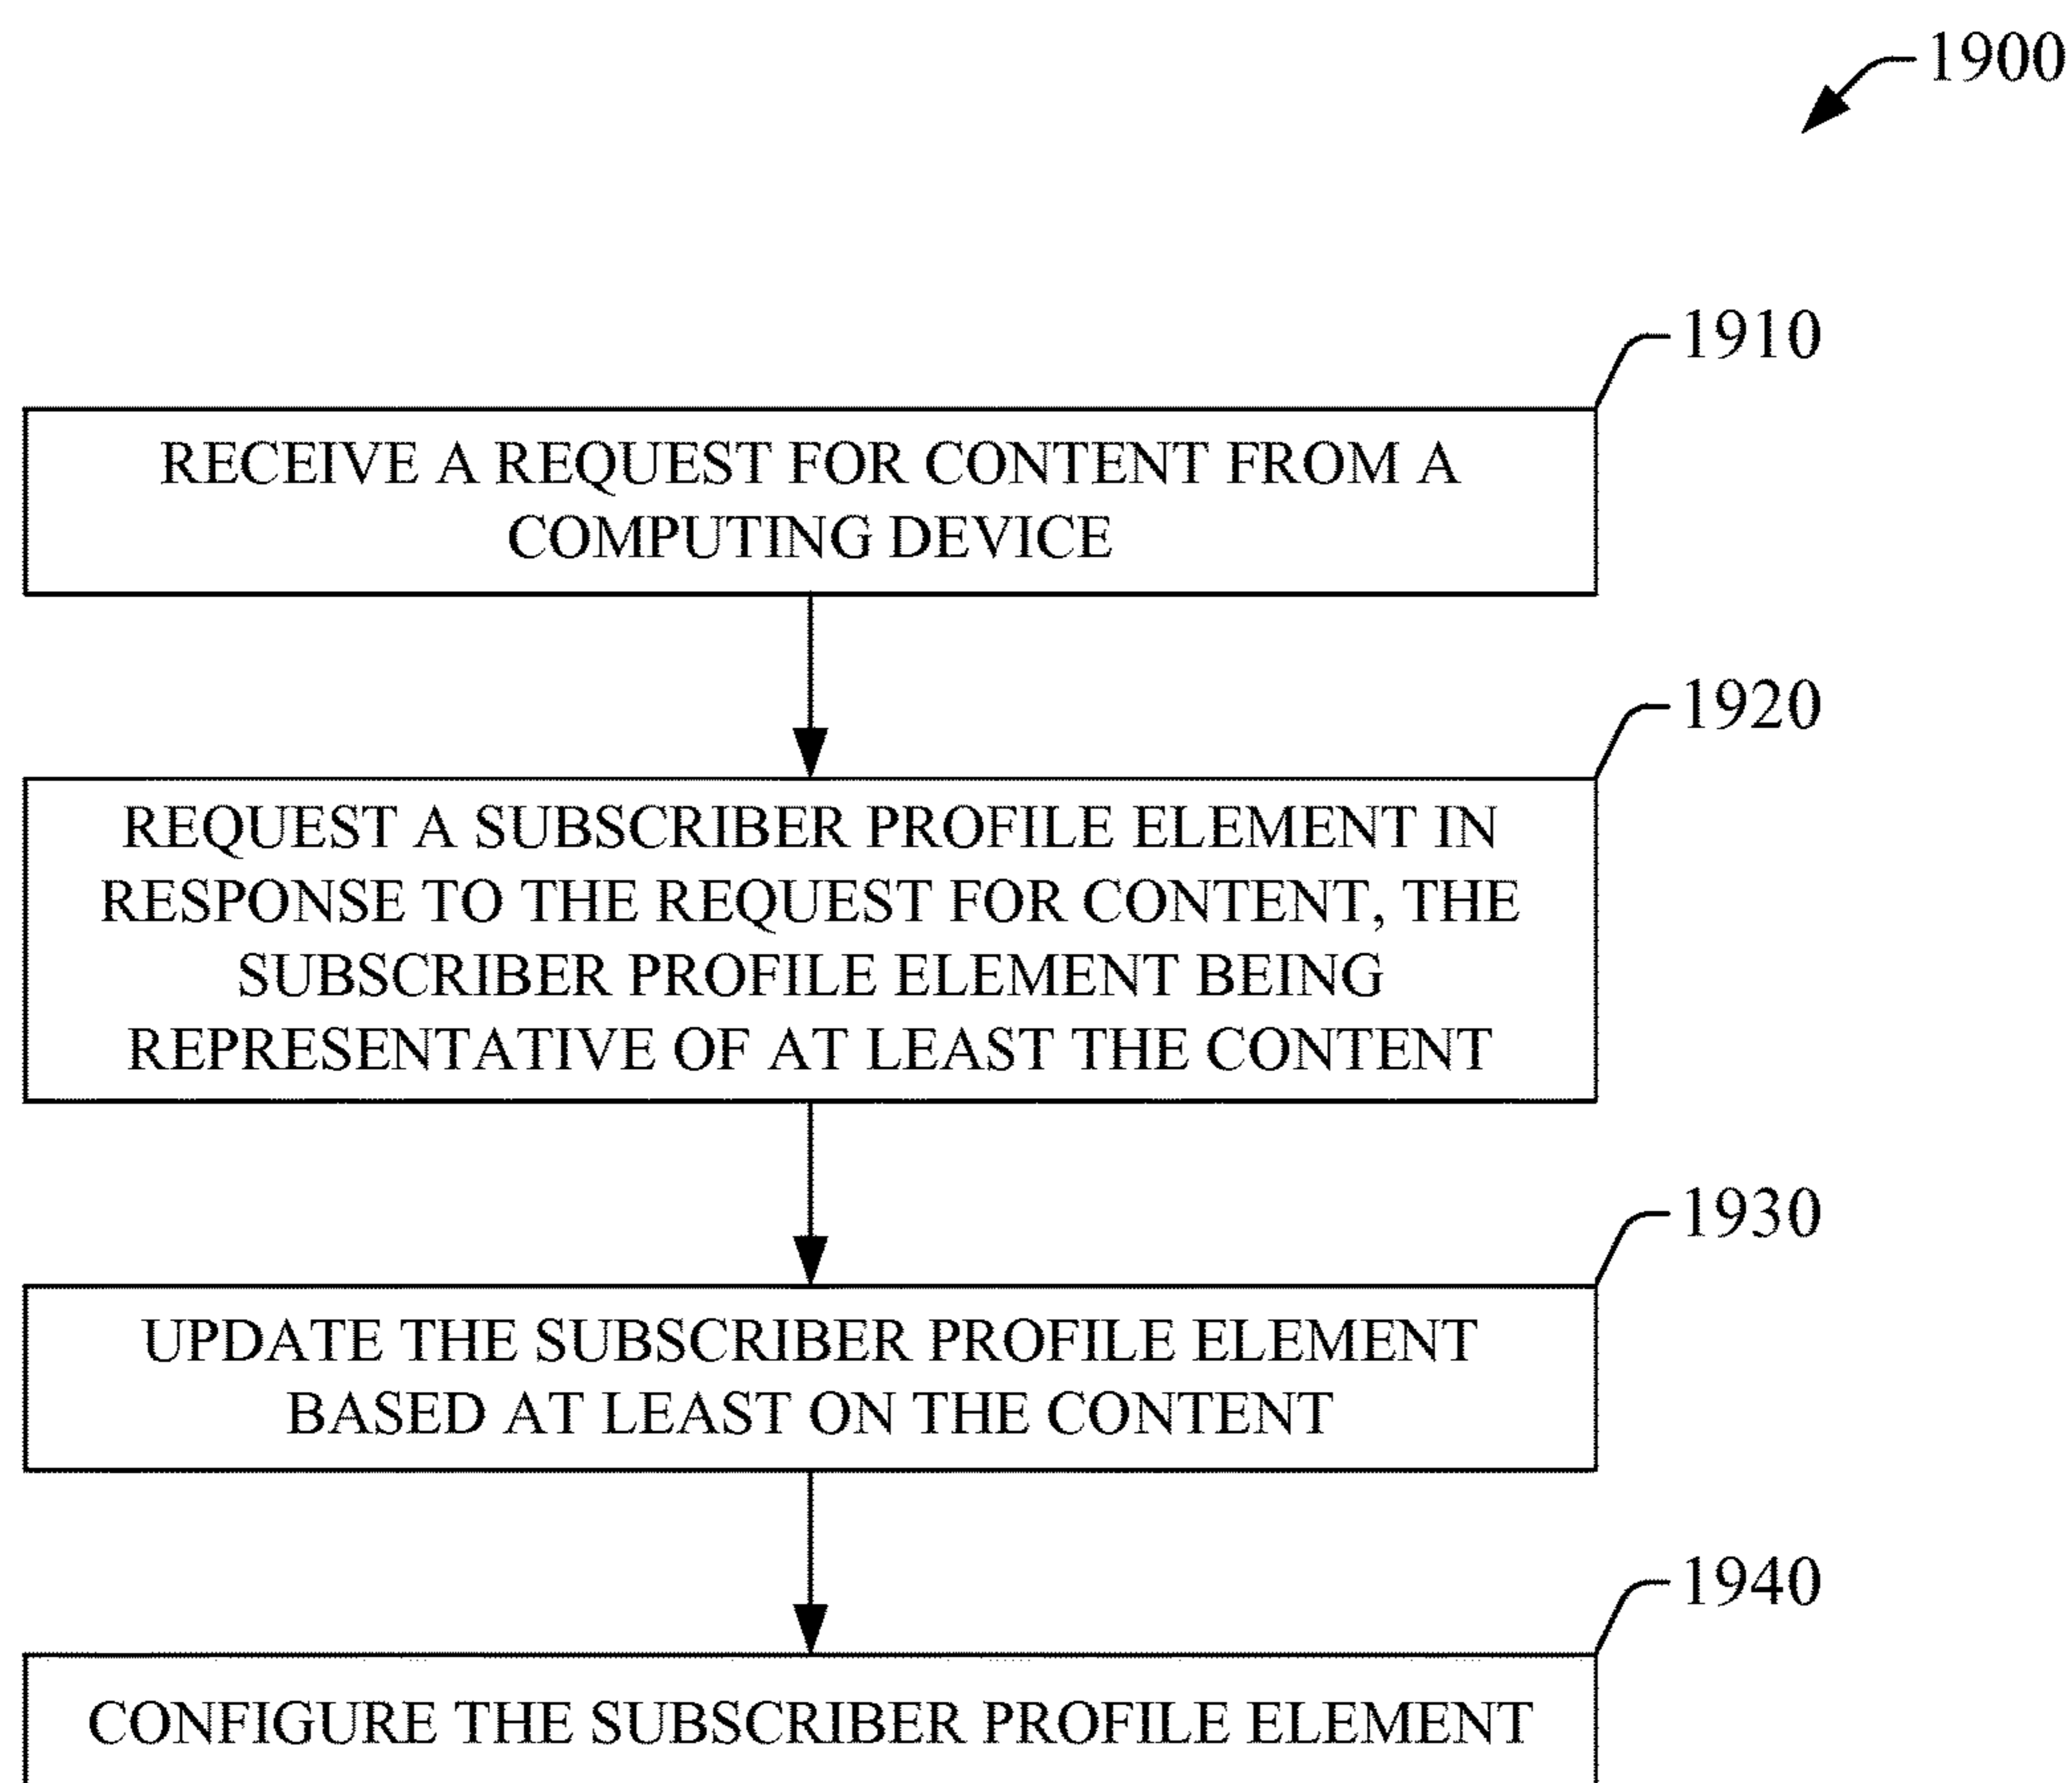 1900
1910
RECEIVE A REQUEST FOR CONTENT FROM A
COMPUTING DEVICE
1920
REQUEST A SUBSCRIBER PROFILE ELEMENT IN
RESPONSE TO THE REQUEST FOR CONTENT, THE
SUBSCRIBER PROFILE ELEMENT BEING
REPRESENTATIVE OF AT LEAST THE CONTENT
1930
UPDATE THE SUBSCRIBER PROFILE ELEMENT
BASED AT LEAST ON THE CONTENT
1940
CONFIGURE THE SUBSCRIBER PROFILE ELEMENT